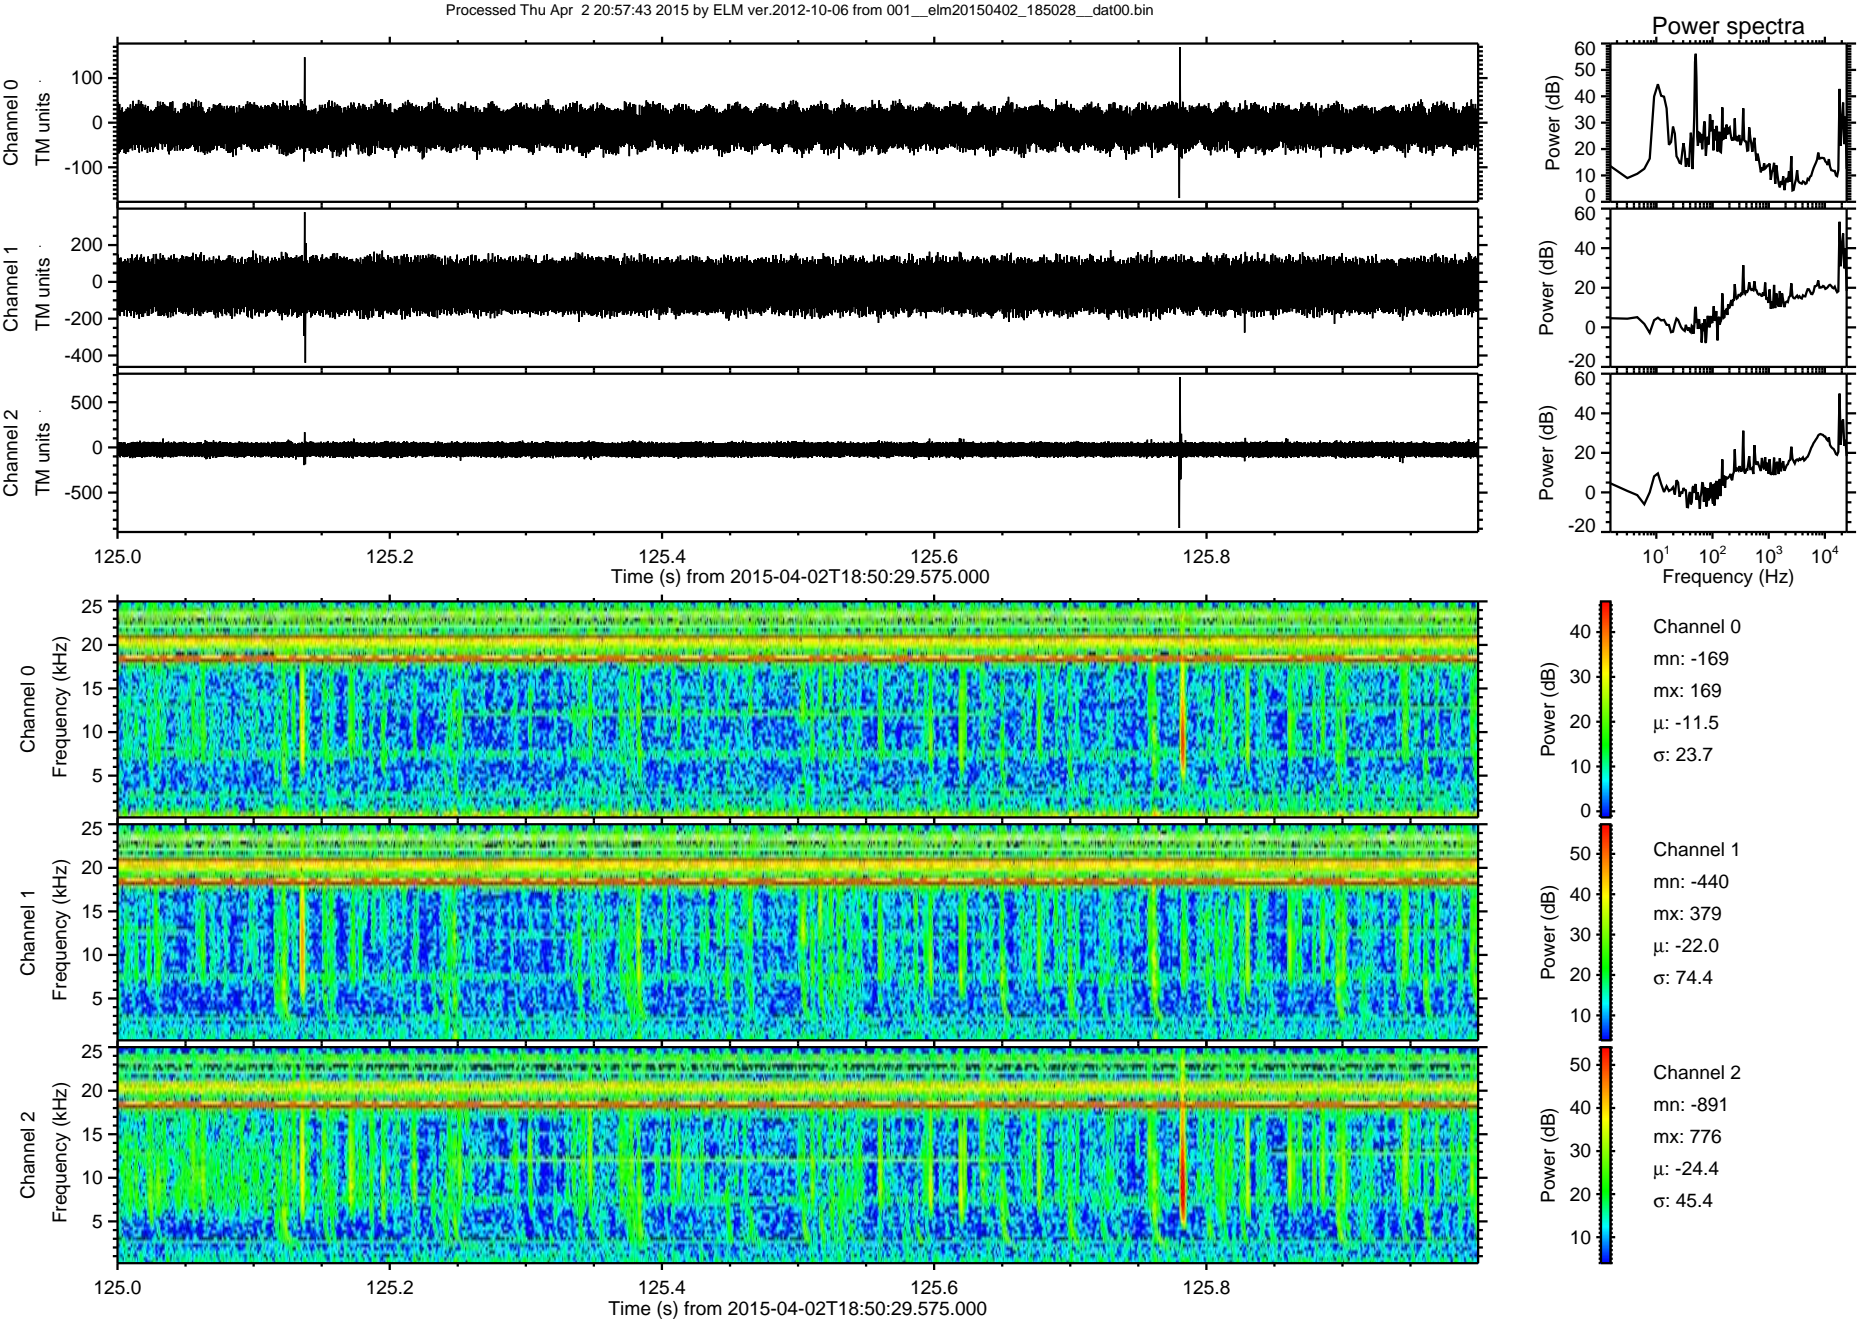 Processed Thu Apr 2 20:57:43 2015 by ELM ver.2012-10-06 from 001__elm20150402_185028__dat00.bin
Power spectra
Channel 0
TM units
100
0
-100
Power (dB)
60
50
40
30
20
10
0
Channel 1
TM units
200
0
-200
-400
Power (dB)
60
40
20
0
-20
Channel 2
TM units
500
0
-500
Power (dB)
60
40
20
0
-20
125.0 125.2 125.4 125.6 125.8
Time (s) from 2015-04-02T18:50:29.575.000
10¹ 10² 10³ 10⁴
Frequency (Hz)
Channel 0
Frequency (kHz)
25
20
15
10
5
Power (dB)
40
30
20
10
0
Channel 0
mn: -169
mx: 169
μ: -11.5
σ: 23.7
Channel 1
Frequency (kHz)
25
20
15
10
5
Power (dB)
50
40
30
20
10
Channel 1
mn: -440
mx: 379
μ: -22.0
σ: 74.4
Channel 2
Frequency (kHz)
25
20
15
10
5
Power (dB)
50
40
30
20
10
Channel 2
mn: -891
mx: 776
μ: -24.4
σ: 45.4
125.0 125.2 125.4 125.6 125.8
Time (s) from 2015-04-02T18:50:29.575.000